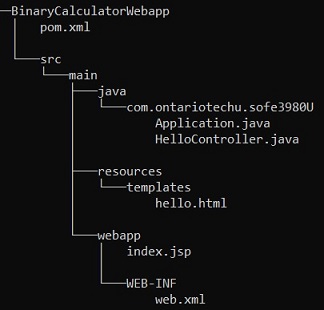 BinaryCalculatorWebapp
pom.xml
src
main
java
com.ontariotechu.sofe3980U
Application.java
HelloController.java
resources
templates
hello.html
webapp
index.jsp
WEB-INF
web.xml